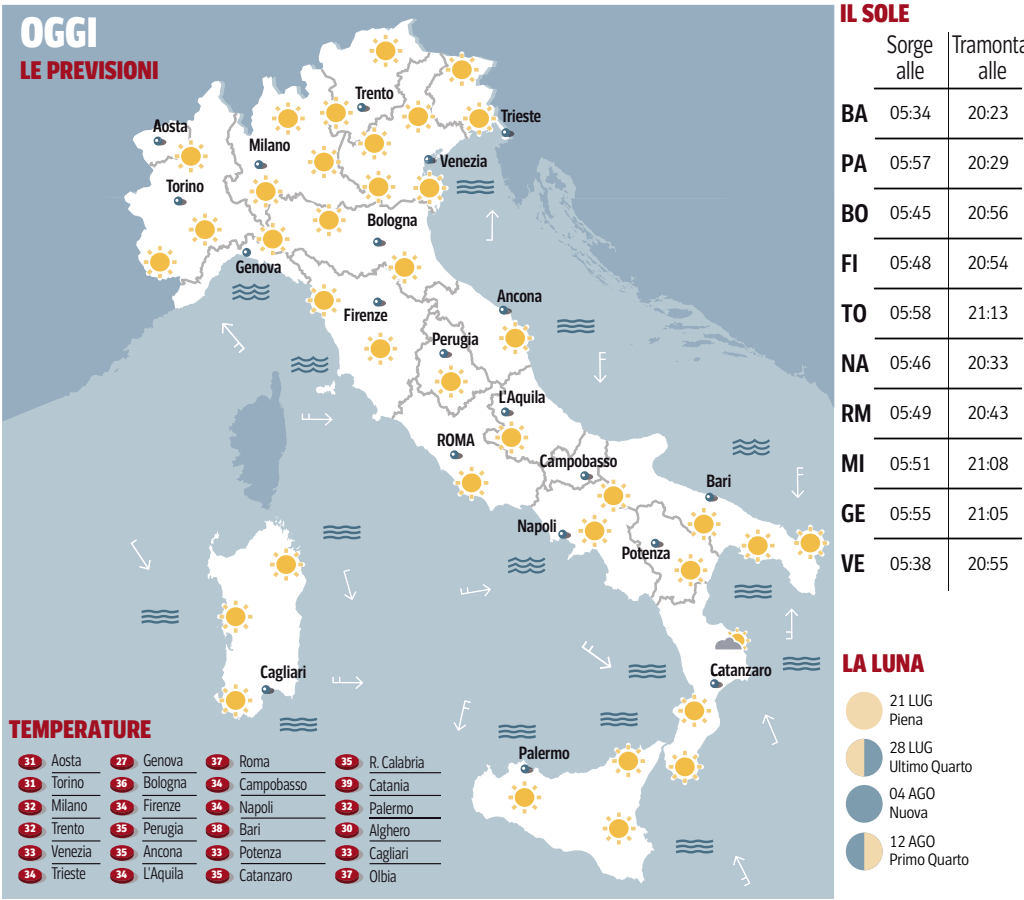 OGGI
LE PREVISIONI
Trento
Trieste
Aosta
Milano
Venezia
Torino
Bologna
Genova
Ancona
Firenze
Perugia
L'Aquila
ROMA
Campobasso
Bari
Napoli
Potenza
Cagliari
Catanzaro
Palermo
TEMPERATURE
31 Aosta
31 Torino
32 Milano
32 Trento
33 Venezia
34 Trieste
27 Genova
36 Bologna
34 Firenze
35 Perugia
35 Ancona
34 L'Aquila
37 Roma
34 Campobasso
34 Napoli
38 Bari
33 Potenza
35 Catanzaro
35 R. Calabria
39 Catania
32 Palermo
30 Alghero
33 Cagliari
37 Olbia
IL SOLE
Sorge alle Tramonta alle
BA 05:34 20:23
PA 05:57 20:29
BO 05:45 20:56
FI 05:48 20:54
TO 05:58 21:13
NA 05:46 20:33
RM 05:49 20:43
MI 05:51 21:08
GE 05:55 21:05
VE 05:38 20:55
LA LUNA
21 LUG
Piena
28 LUG
Ultimo Quarto
04 AGO
Nuova
12 AGO
Primo Quarto